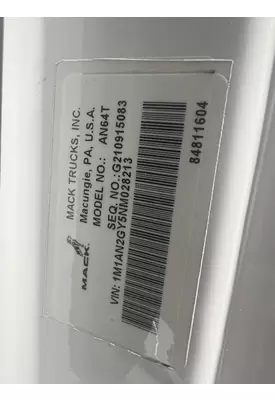 MACK TRUCKS, INC.
Macungie, PA, U.S.A.
MODEL NO.: AN64T
SEQ. NO.:G210915083
VIN: 1M1AN2GY5NM028213
MACK
84811604